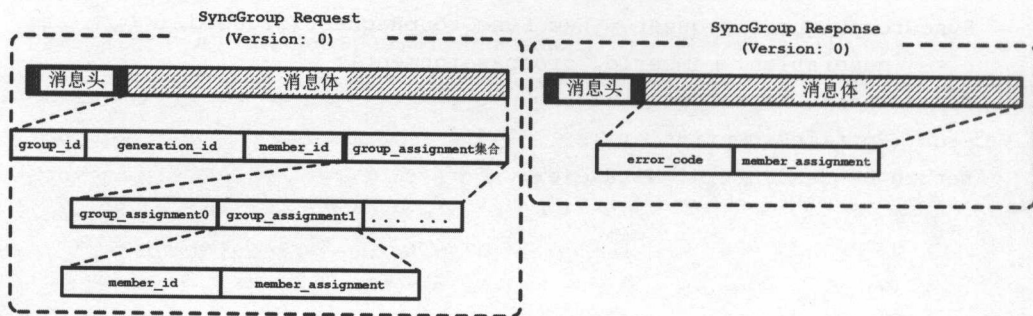 SyncGroup Request
(Version: 0)
消息头 消息体
group_id generation_id member_id group_assignment集合
group_assignment0 group_assignment1 ... ...
member_id member_assignment
SyncGroup Response
(Version: 0)
消息头 消息体
error_code member_assignment